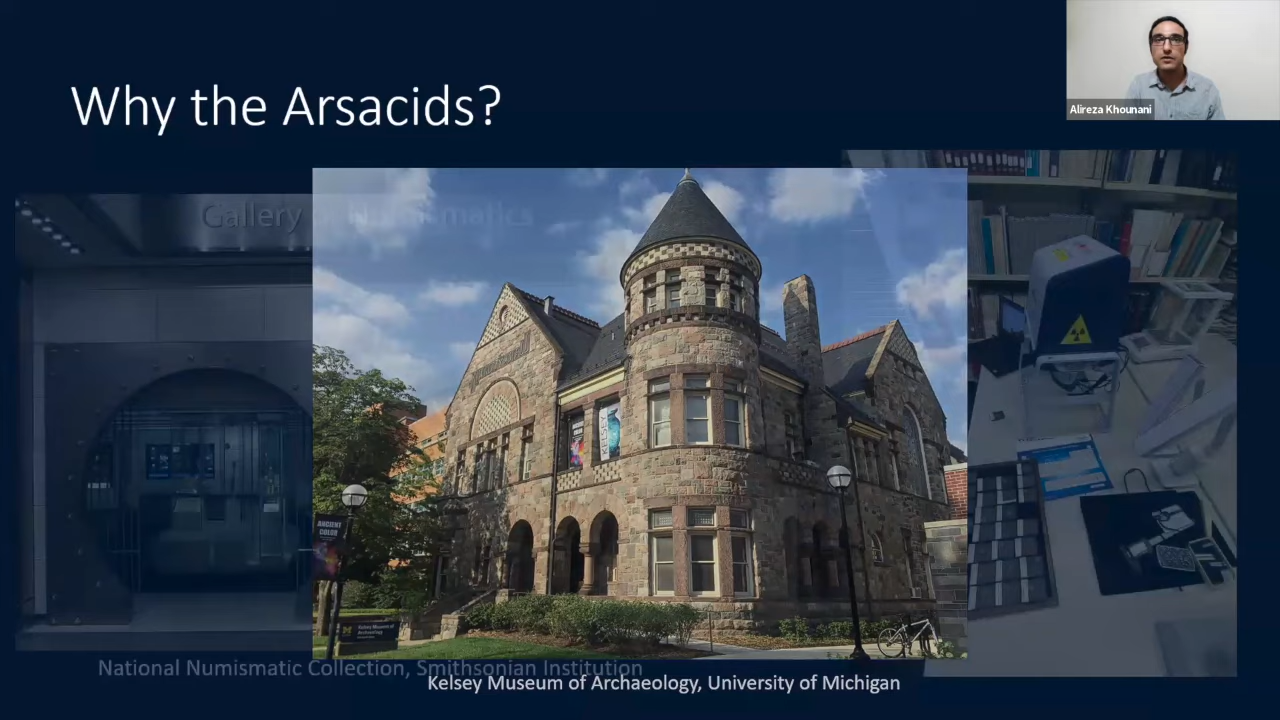 Why the Arsacids?
Alireza Khounani
Gallery of Numismatics
ANCIENT
COLOR
Kelsey Museum of
Archaeology
National Numismatic Collection, Smithsonian Institution
Kelsey Museum of Archaeology, University of Michigan